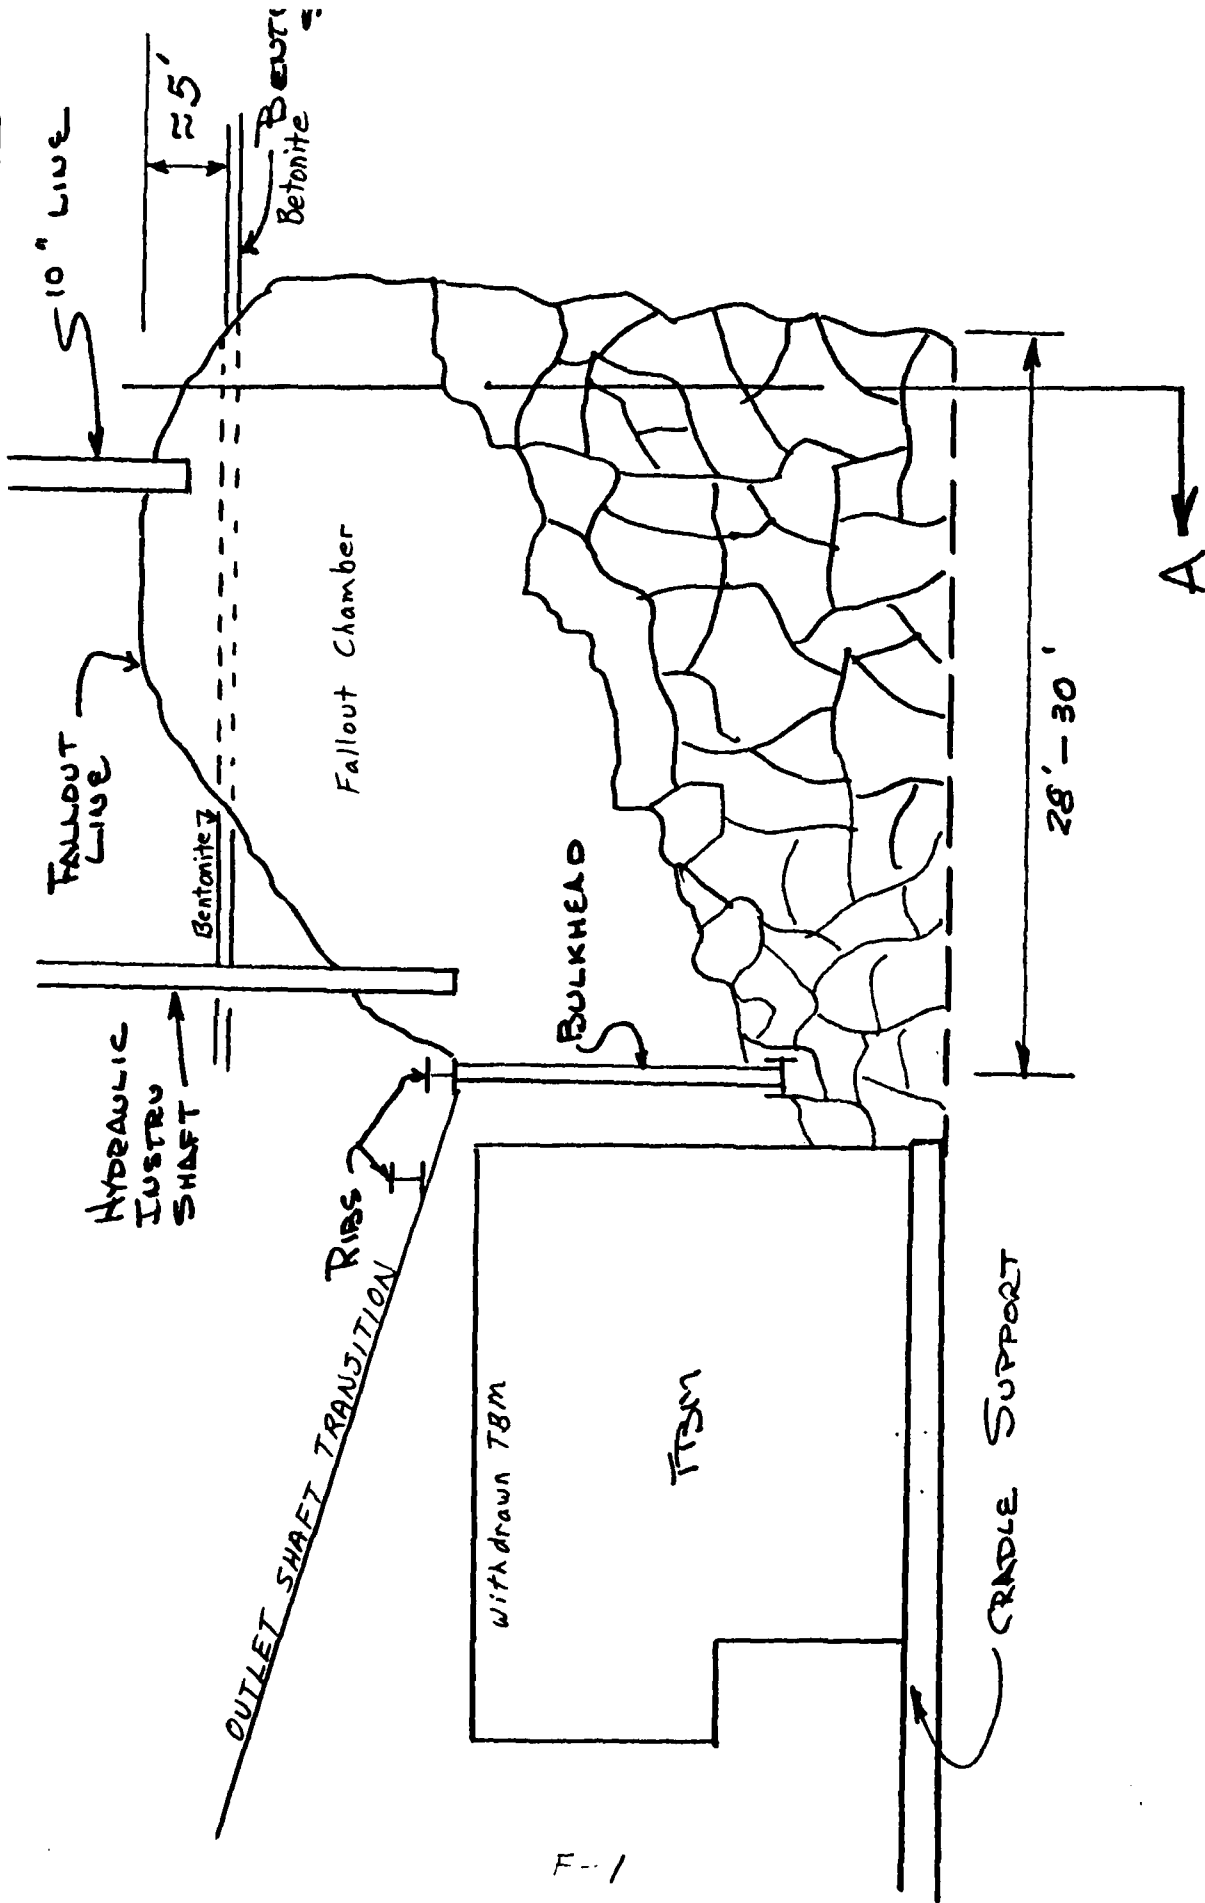 ≈ 5'
10" LINE
Betonite
FALLOUT
LINE
Bentonite
Fallout Chamber
HYDRAULIC
INSTRU
SHAFT
BULKHEAD
RIBS
OUTLET SHAFT TRANSITION
withdrawn TBM
TBM
28' - 30'
A
CRADLE SUPPORT
F-1